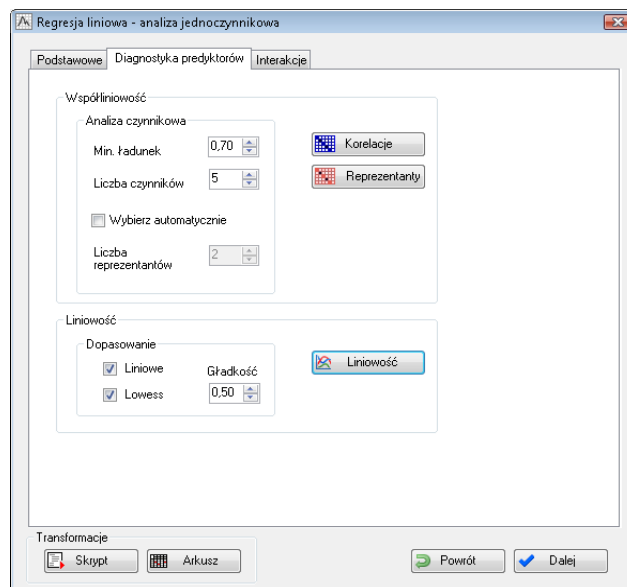 Regresja liniowa - analiza jednoczynnikowa
Podstawowe Diagnostyka predyktorów Interakcje
Współliniowość
Analiza czynnikowa
Min. ładunek 0,70 Korelacje
Liczba czynników 5 Reprezentanty
Wybierz automatycznie
Liczba
reprezentantów 2
Liniowość
Dopasowanie
Liniowe Gładkość Liniowość
Lowess 0,50
Transformacje
Skrypt Arkusz Powrót Dalej